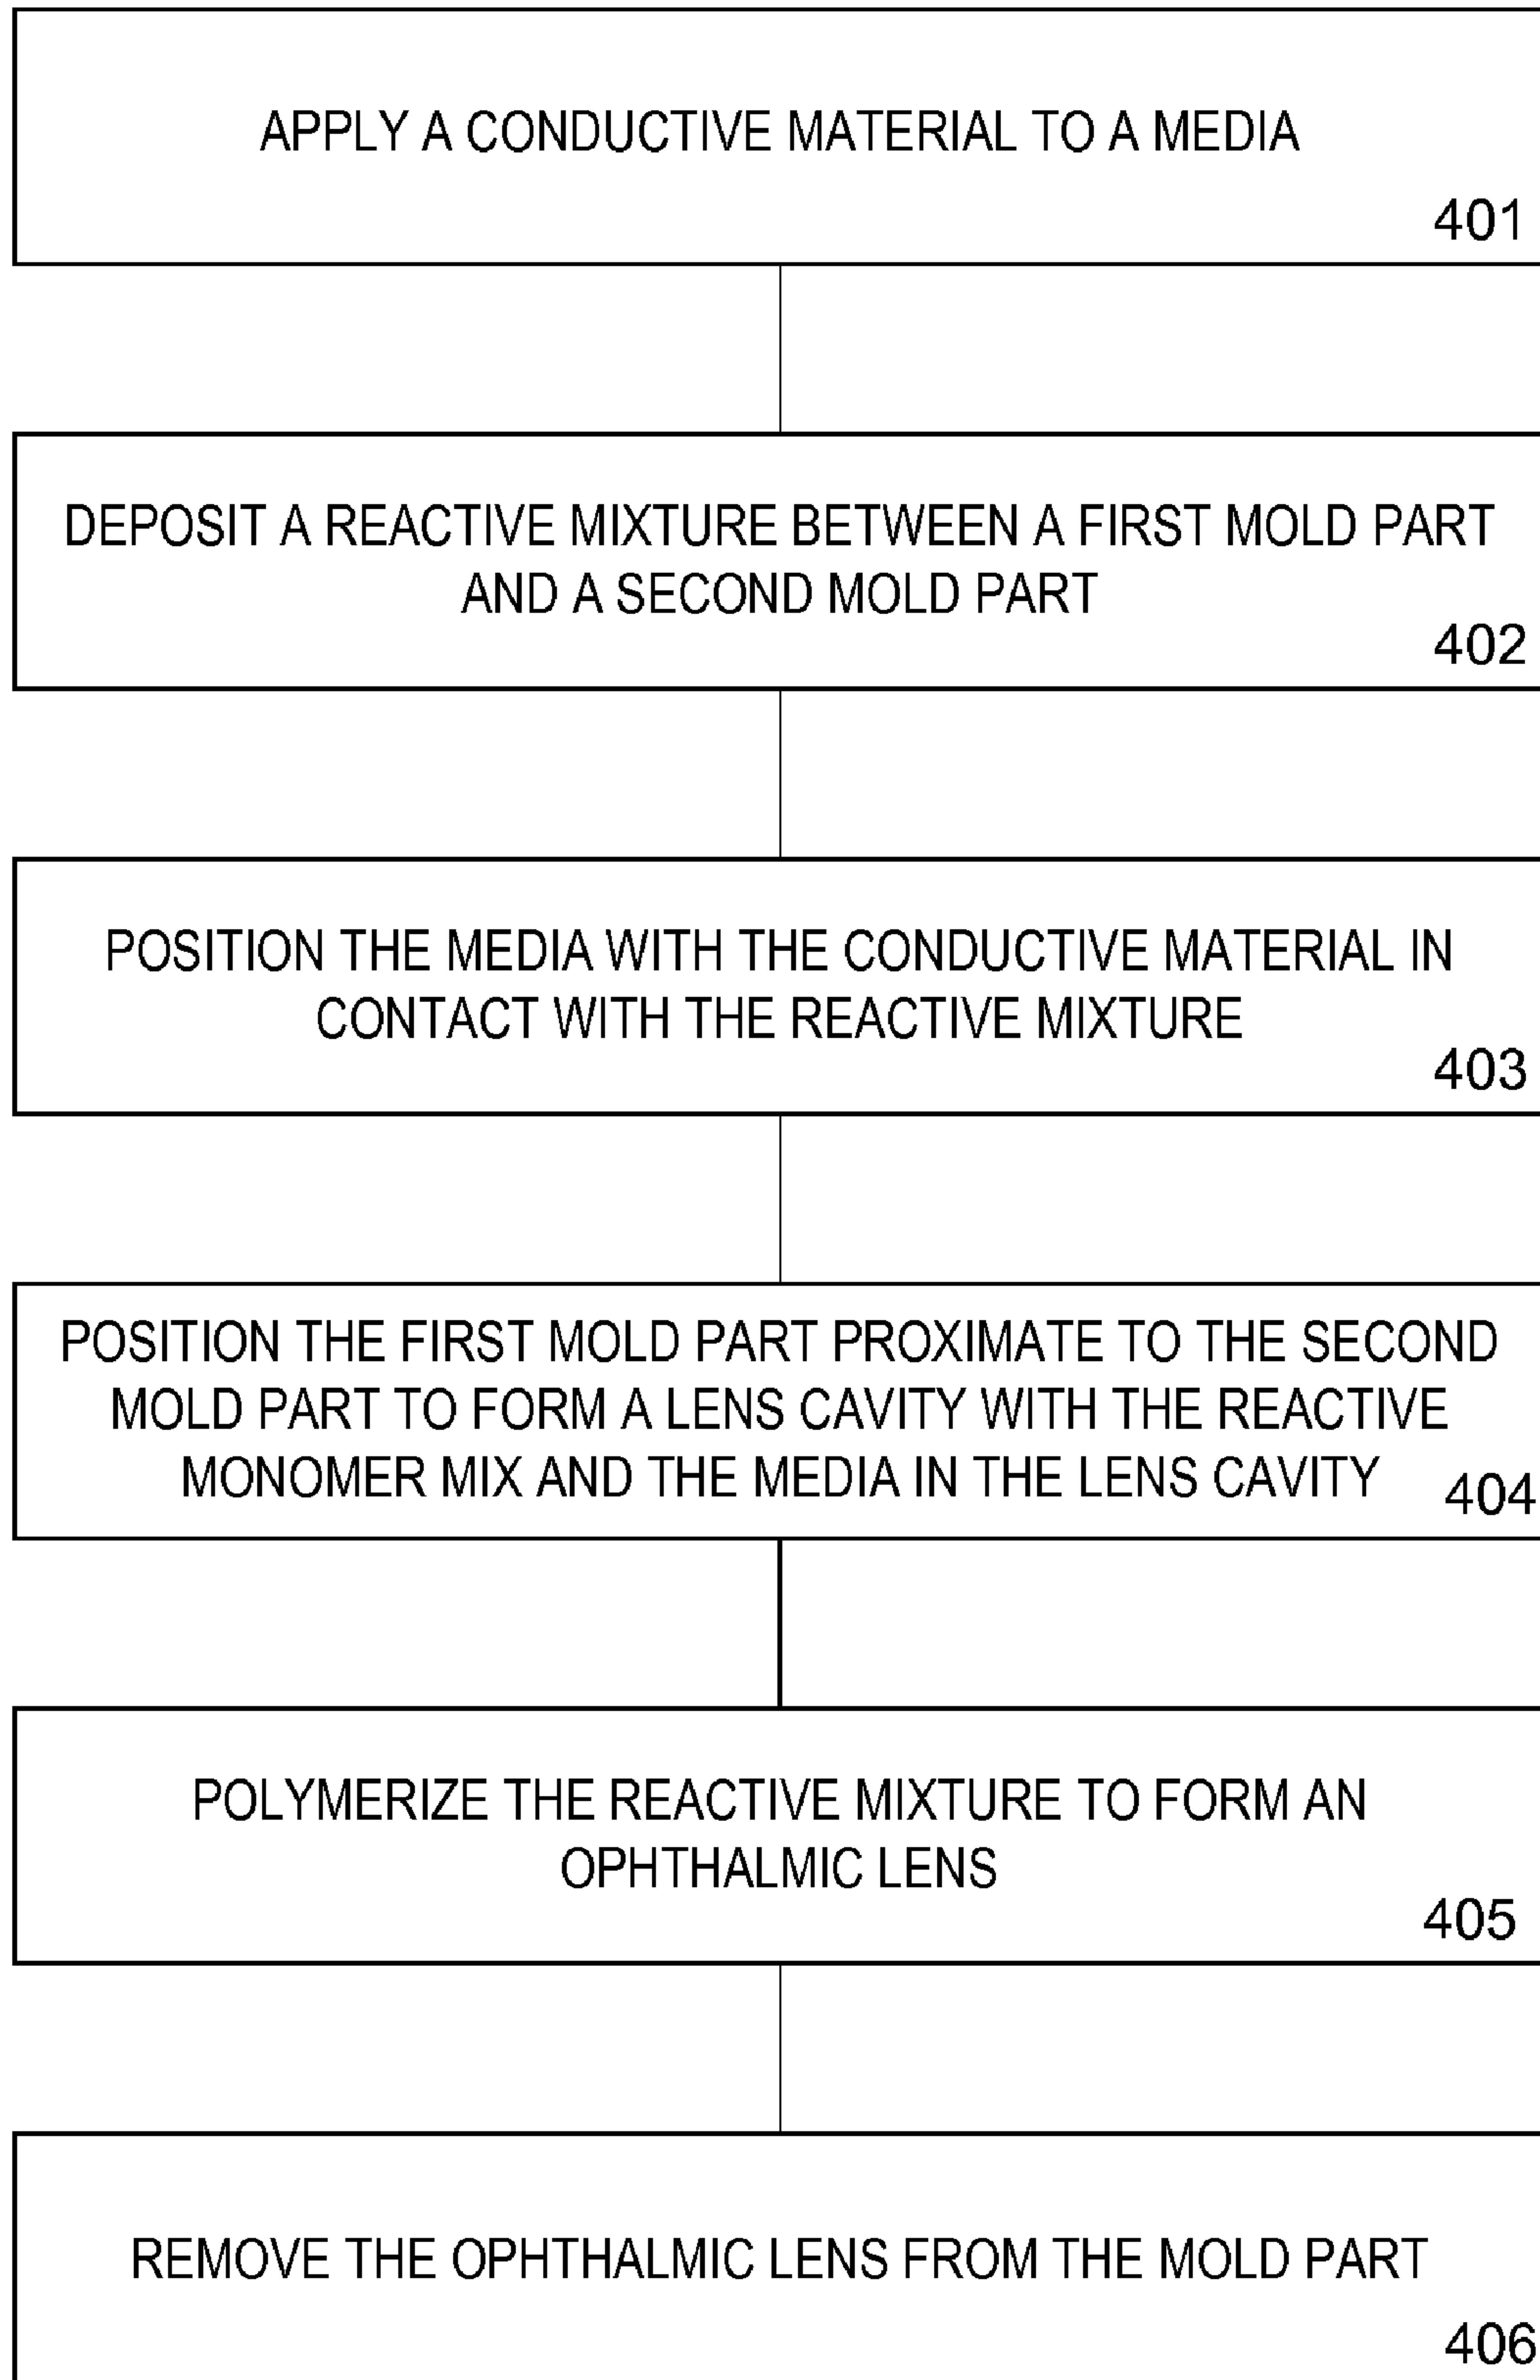 APPLY A CONDUCTIVE MATERIAL TO A MEDIA
401
DEPOSIT A REACTIVE MIXTURE BETWEEN A FIRST MOLD PART
AND A SECOND MOLD PART
402
POSITION THE MEDIA WITH THE CONDUCTIVE MATERIAL IN
CONTACT WITH THE REACTIVE MIXTURE
403
POSITION THE FIRST MOLD PART PROXIMATE TO THE SECOND
MOLD PART TO FORM A LENS CAVITY WITH THE REACTIVE
MONOMER MIX AND THE MEDIA IN THE LENS CAVITY
404
POLYMERIZE THE REACTIVE MIXTURE TO FORM AN
OPHTHALMIC LENS
405
REMOVE THE OPHTHALMIC LENS FROM THE MOLD PART
406